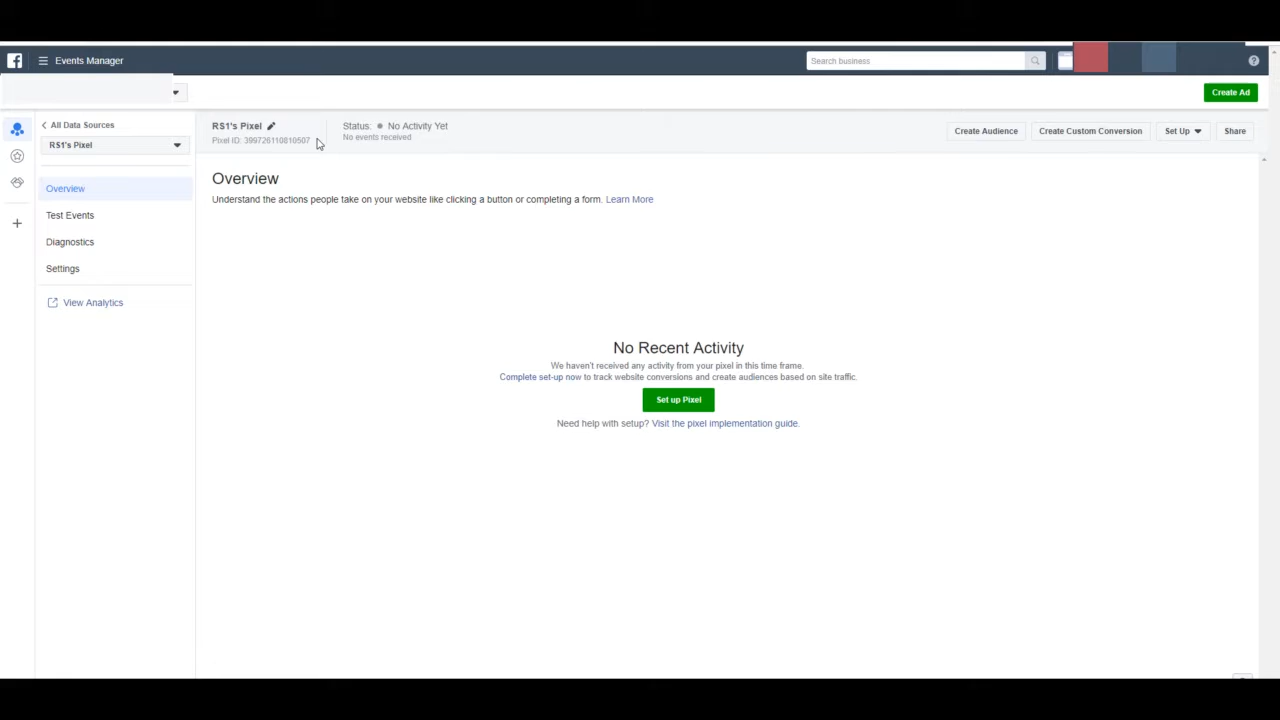 Events Manager
Search business
Create Ad
All Data Sources
RS1's Pixel
RS1's Pixel
Pixel ID: 399726110810507
Status: No Activity Yet
No events received
Create Audience
Create Custom Conversion
Set Up
Share
Overview
Test Events
Diagnostics
Settings
View Analytics
Overview
Understand the actions people take on your website like clicking a button or completing a form. Learn More
No Recent Activity
We haven't received any activity from your pixel in this time frame.
Complete set-up now to track website conversions and create audiences based on site traffic.
Set up Pixel
Need help with setup? Visit the pixel implementation guide.